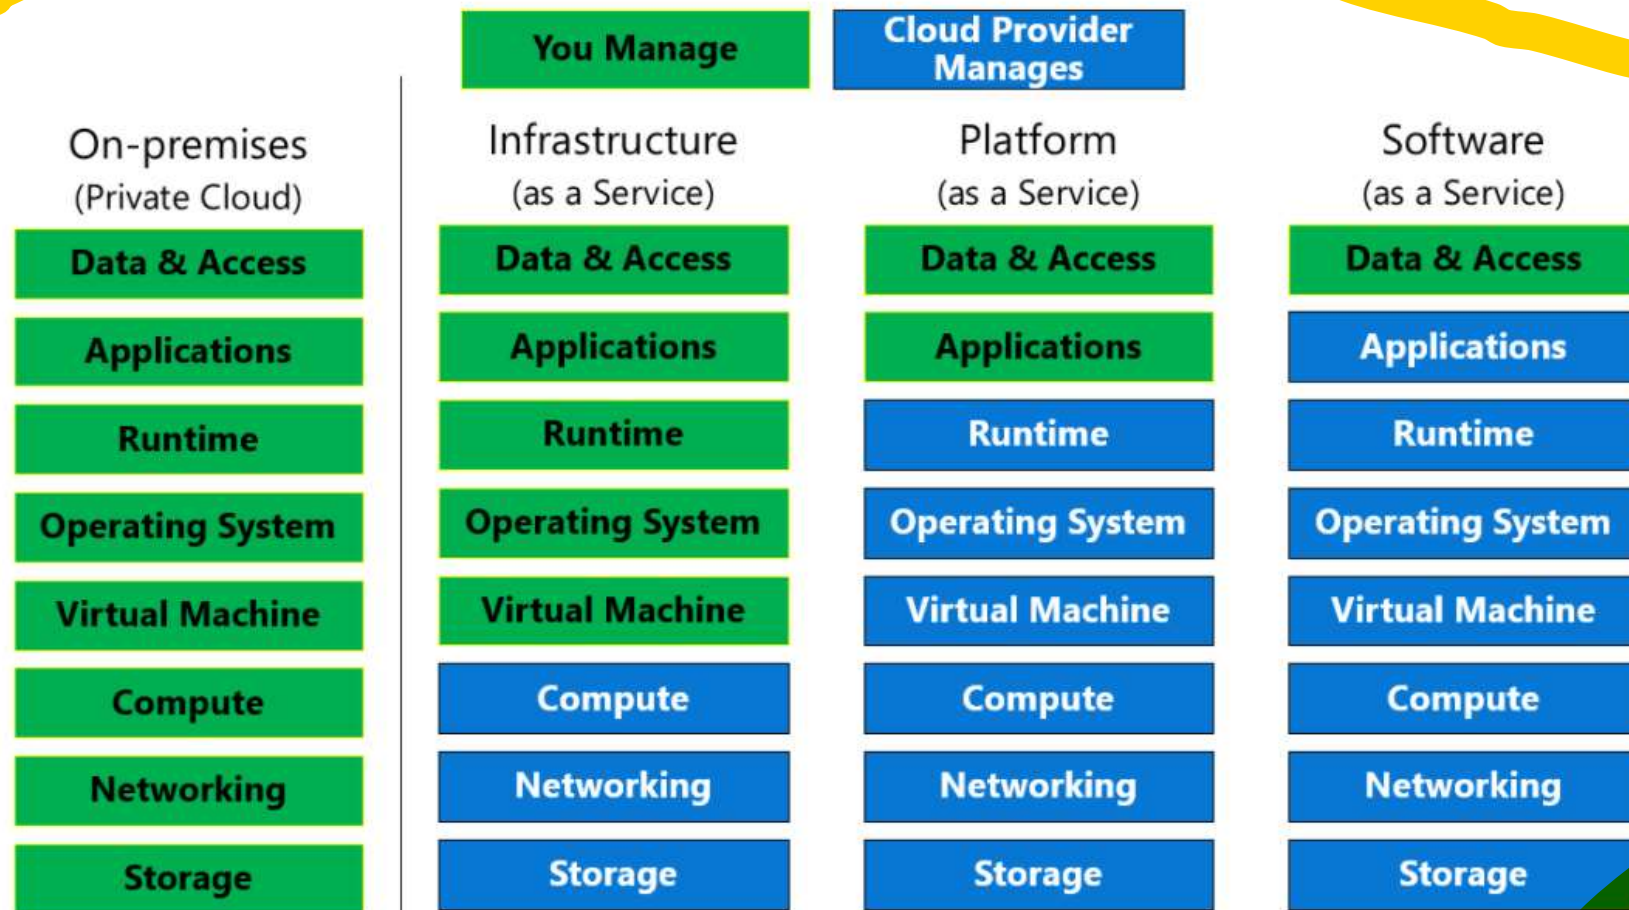 You Manage
Cloud Provider
Manages
On-premises
(Private Cloud)
Data & Access
Applications
Runtime
Operating System
Virtual Machine
Compute
Networking
Storage
Infrastructure
(as a Service)
Data & Access
Applications
Runtime
Operating System
Virtual Machine
Compute
Networking
Storage
Platform
(as a Service)
Data & Access
Applications
Runtime
Operating System
Virtual Machine
Compute
Networking
Storage
Software
(as a Service)
Data & Access
Applications
Runtime
Operating System
Virtual Machine
Compute
Networking
Storage